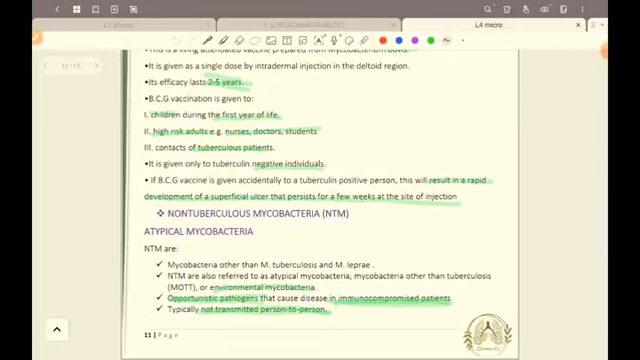 L7 stoms
L4 micro
11 / 12
•This is a living attenuated vaccine prepared from Mycobacterium bovis.
•It is given as a single dose by intradermal injection in the deltoid region.
•Its efficacy lasts 2-5 years.
•B.C.G vaccination is given to:
I. children during the first year of life.
II. high risk adults e.g. nurses, doctors, students
III. contacts of tuberculous patients.
•It is given only to tuberculin negative individuals.
• If B.C.G vaccine is given accidentally to a tuberculin positive person, this will result in a rapid
development of a superficial ulcer that persists for a few weeks at the site of injection
❖ NONTUBERCULOUS MYCOBACTERIA (NTM)
ATYPICAL MYCOBACTERIA
NTM are:
✓ Mycobacteria other than M. tuberculosis and M. leprae .
✓ NTM are also referred to as atypical mycobacteria, mycobacteria other than tuberculosis
(MOTT), or environmental mycobacteria.
✓ Opportunistic pathogens that cause disease in immunocompromised patients
✓ Typically not transmitted person-to-person.
11 | Page